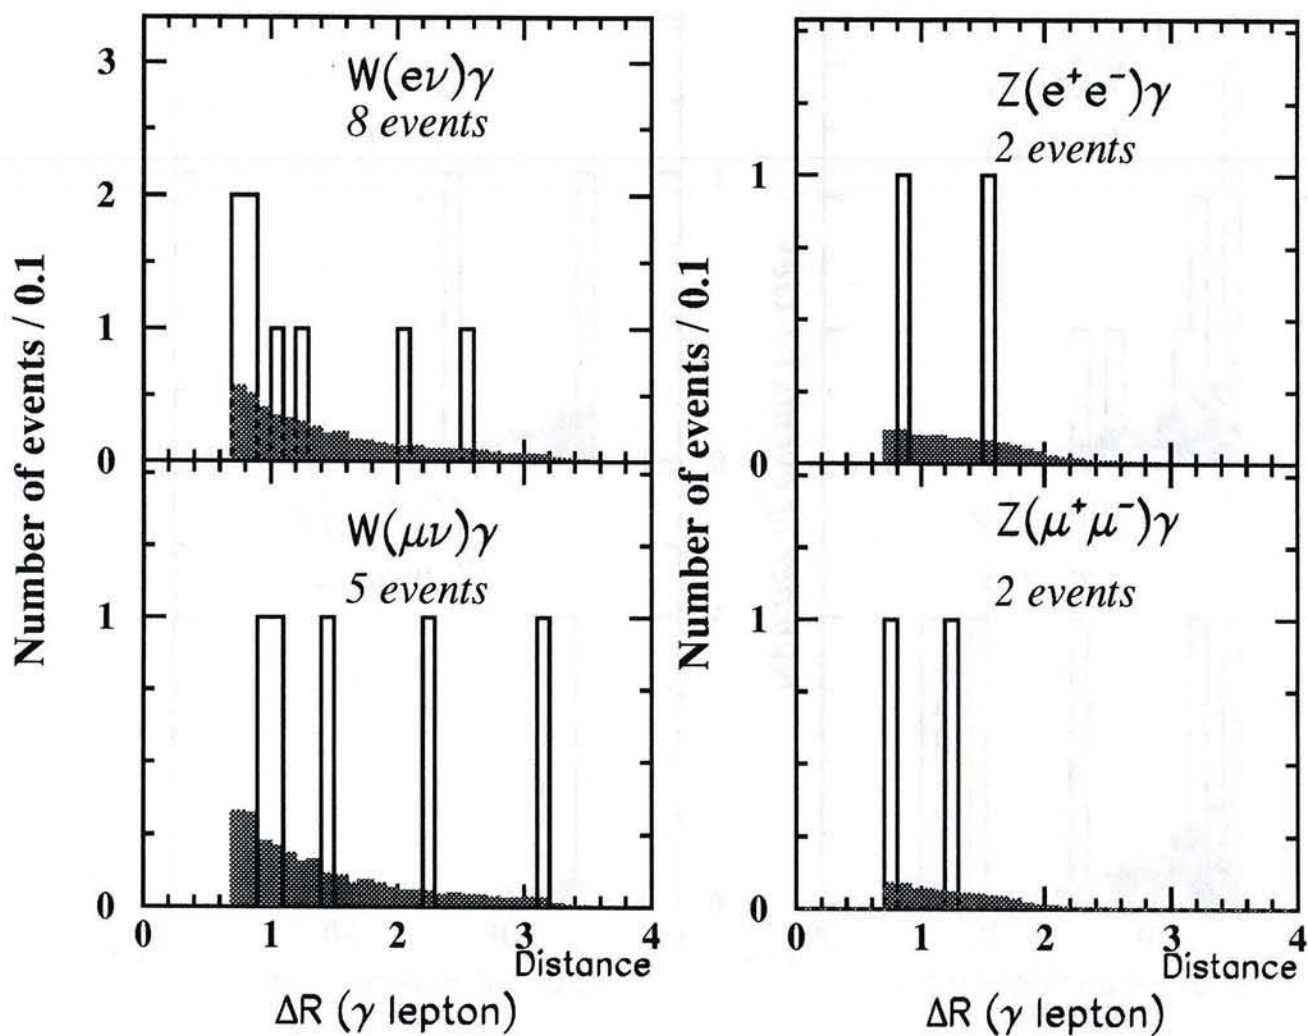 Number of events / 0.1
3
2
1
0
W(eν)γ
8 events
1
0
W(μν)γ
5 events
0 1 2 3 4
Distance
ΔR (γ lepton)
Number of events / 0.1
1
0
Z(e⁺e⁻)γ
2 events
1
0
Z(μ⁺μ⁻)γ
2 events
0 1 2 3 4
Distance
ΔR (γ lepton)